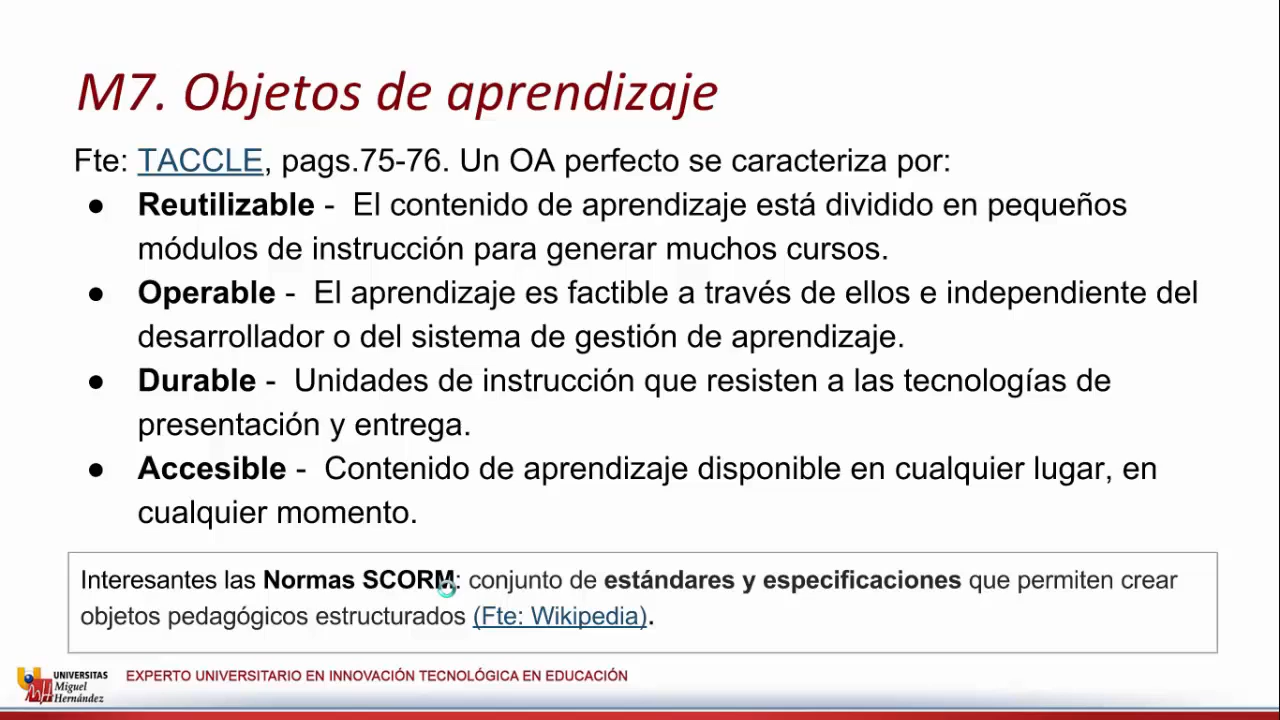 M7. Objetos de aprendizaje
Fte: TACCLE, pags.75-76. Un OA perfecto se caracteriza por:
● Reutilizable - El contenido de aprendizaje está dividido en pequeños
módulos de instrucción para generar muchos cursos.
● Operable - El aprendizaje es factible a través de ellos e independiente del
desarrollador o del sistema de gestión de aprendizaje.
● Durable - Unidades de instrucción que resisten a las tecnologías de
presentación y entrega.
● Accesible - Contenido de aprendizaje disponible en cualquier lugar, en
cualquier momento.
Interesantes las Normas SCORM: conjunto de estándares y especificaciones que permiten crear
objetos pedagógicos estructurados (Fte: Wikipedia).
UNIVERSITAS
Miguel
Hernández
EXPERTO UNIVERSITARIO EN INNOVACIÓN TECNOLÓGICA EN EDUCACIÓN